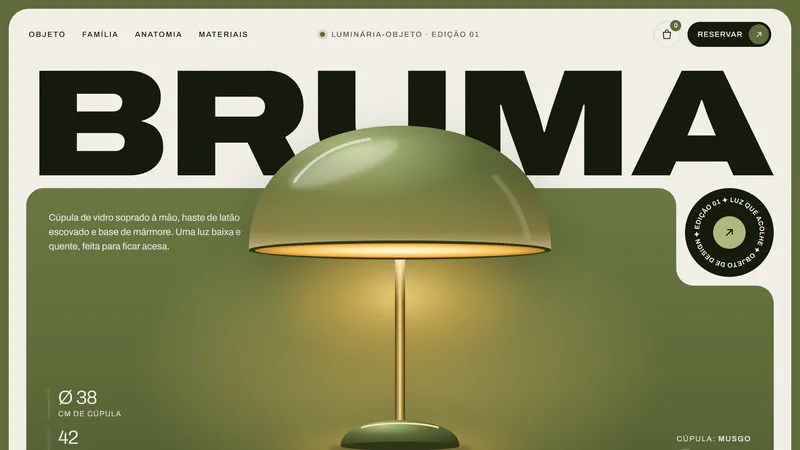 OBJETO FAMÍLIA ANATOMIA MATERIAIS
LUMINÁRIA-OBJETO · EDIÇÃO 01
0
RESERVAR
BRUMA
Cúpula de vidro soprado à mão, haste de latão
escovado e base de mármore. Uma luz baixa e
quente, feita para ficar acesa.
EDIÇÃO 01 ✦ LUZ QUE ACOLHE ✦ OBJETO DE DESIGN ✦
Ø 38
CM DE CÚPULA
42
CÚPULA: MUSGO